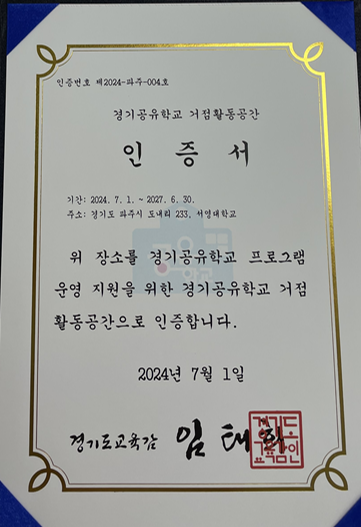 인증번호 제2024-파주-004호
경기공유학교 거점활동공간
인 증 서
기간: 2024. 7. 1. ~ 2027. 6. 30.
주소: 경기도 파주시 도내리 233, 서영대학교
위 장소를 경기공유학교 프로그램
운영 지원을 위한 경기공유학교 거점
활동공간으로 인증합니다.
2024년 7월 1일
경기도교육감 임태희